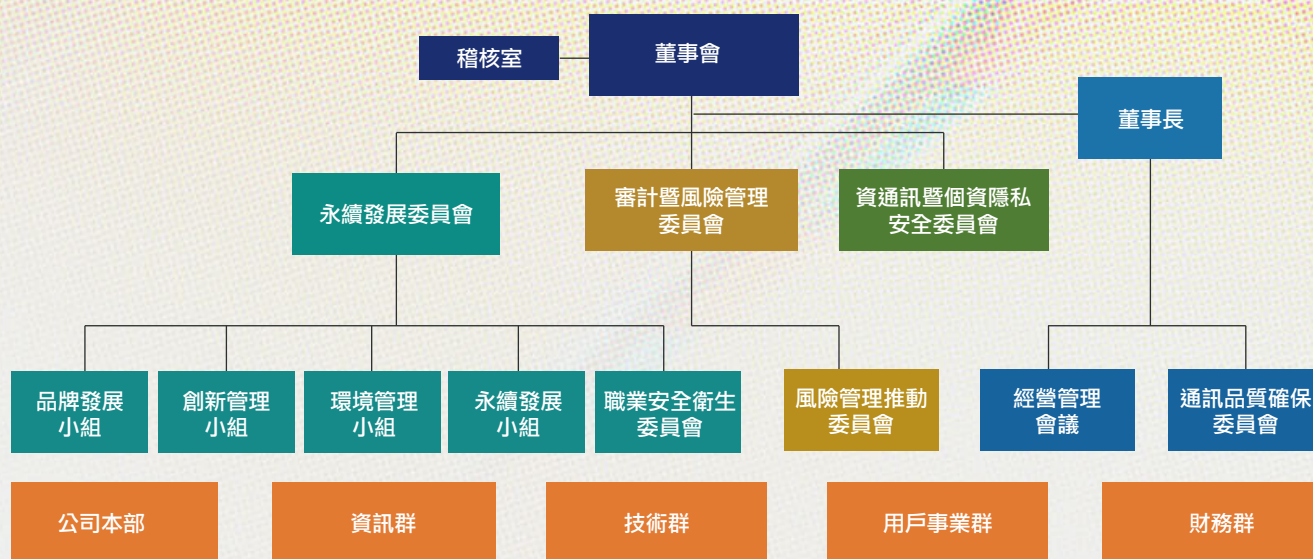 稽核室
董事會
董事長
永續發展委員會
審計暨風險管理
委員會
資通訊暨個資隱私
安全委員會
品牌發展
小組
創新管理
小組
環境管理
小組
永續發展
小組
職業安全衛生
委員會
風險管理推動
委員會
經營管理
會議
通訊品質確保
委員會
公司本部
資訊群
技術群
用戶事業群
財務群